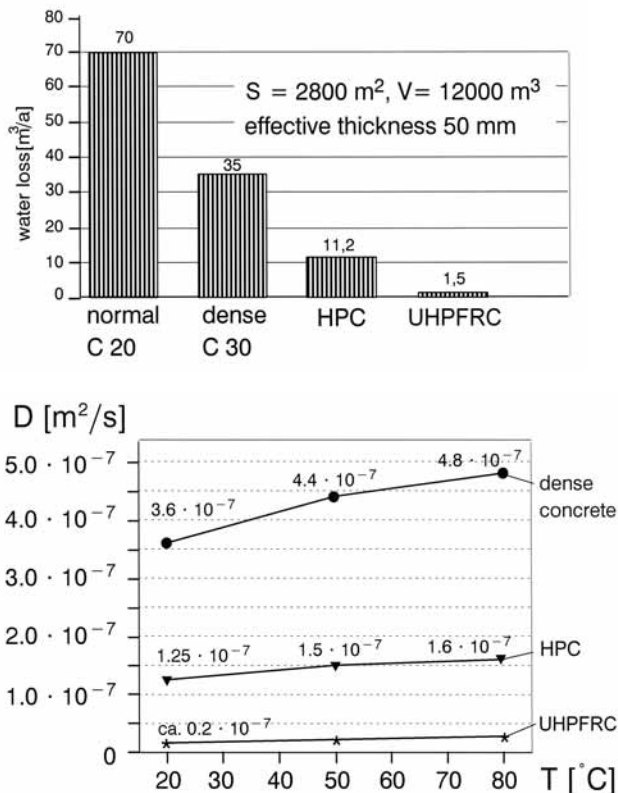 80
70
70
60
50
40
30
20
10
0
water loss[m³/a]
S = 2800 m², V= 12000 m³
effective thickness 50 mm
35
11,2
1,5
normal dense HPC UHPFRC
C 20 C 30
D [m²/s]
5.0 · 10⁻⁷
4.0 · 10⁻⁷
3.0 · 10⁻⁷
2.0 · 10⁻⁷
1.0 · 10⁻⁷
0
3.6 · 10⁻⁷
4.4 · 10⁻⁷
4.8 · 10⁻⁷
dense
concrete
1.25 · 10⁻⁷
1.5 · 10⁻⁷
1.6 · 10⁻⁷
HPC
ca. 0.2 · 10⁻⁷
UHPFRC
20 30 40 50 60 70 80 T [°C]